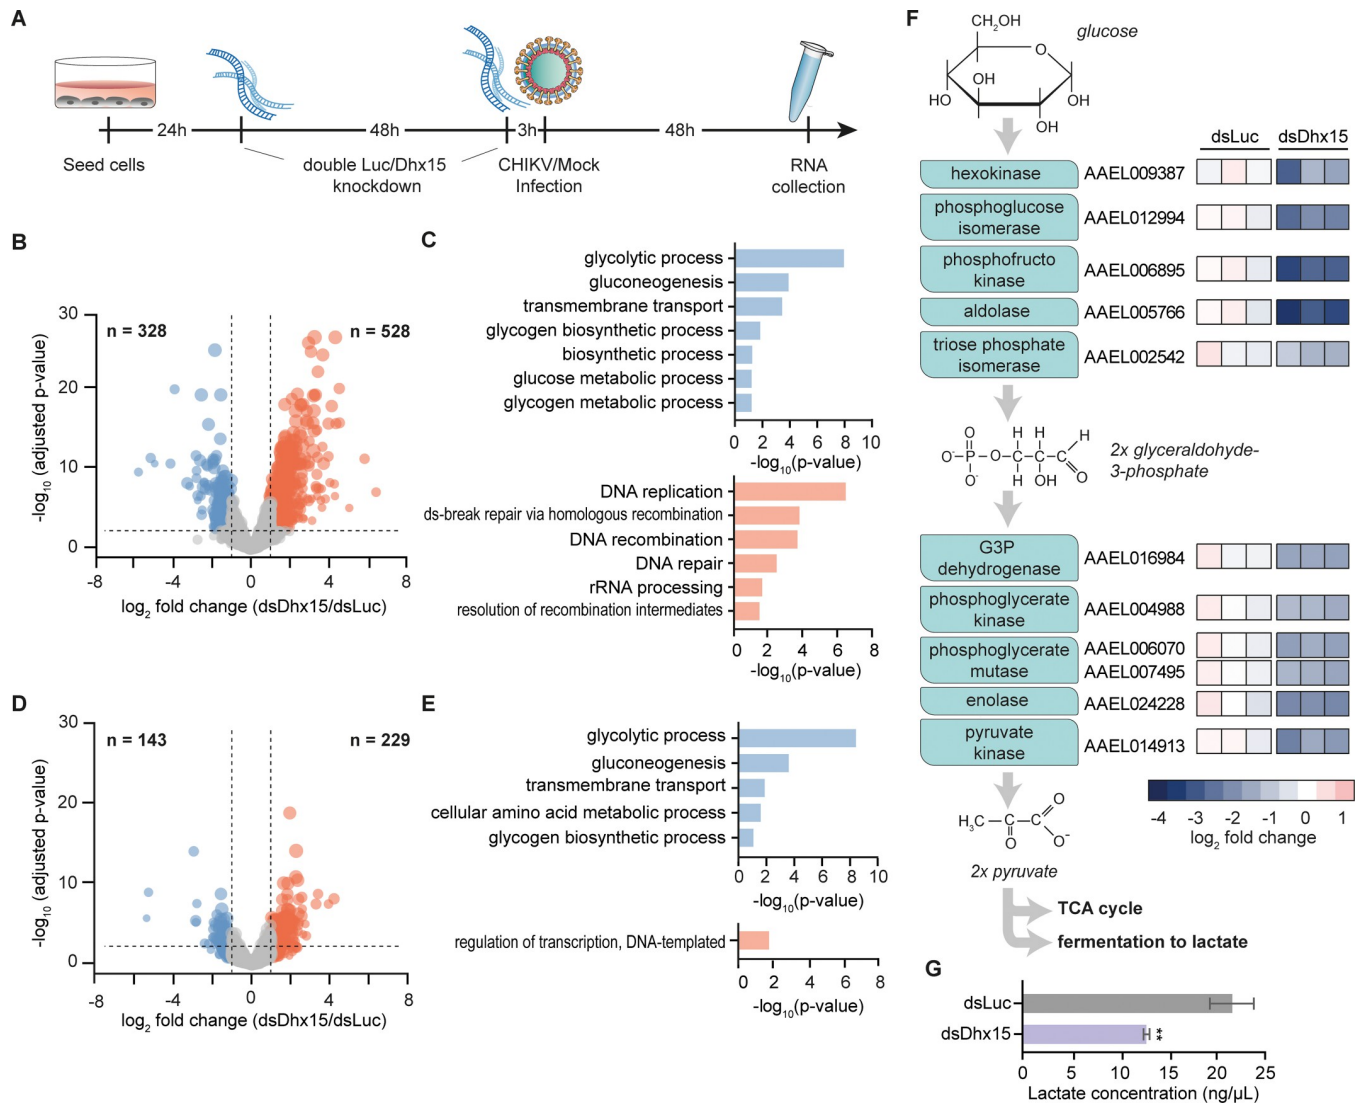 A
24h
48h
3h
48h
Seed cells
double Luc/Dhx15
knockdown
CHIKV/Mock
Infection
RNA
collection
B
n = 328
n = 528
30
20
10
0
-log10 (adjusted p-value)
-8
-4
0
4
8
log2 fold change (dsDhx15/dsLuc)
C
glycolytic process
gluconeogenesis
transmembrane transport
glycogen biosynthetic process
biosynthetic process
glucose metabolic process
glycogen metabolic process
0 2 4 6 8 10
-log10(p-value)
DNA replication
ds-break repair via homologous recombination
DNA recombination
DNA repair
rRNA processing
resolution of recombination intermediates
0 2 4 6 8
-log10(p-value)
D
n = 143
n = 229
30
20
10
0
-log10 (adjusted p-value)
-8
-4
0
4
8
log2 fold change (dsDhx15/dsLuc)
E
glycolytic process
gluconeogenesis
transmembrane transport
cellular amino acid metabolic process
glycogen biosynthetic process
0 2 4 6 8 10
-log10(p-value)
regulation of transcription, DNA-templated
0 2 4 6 8
-log10(p-value)
F
CH2OH
glucose
O
OH
HO
OH
OH
dsLuc dsDhx15
hexokinase AAEL009387
phosphoglucose
isomerase
AAEL012994
phosphofructo
kinase
AAEL006895
aldolase AAEL005766
triose phosphate
isomerase
AAEL002542
O H H H
O- P O C C C
O- H OH O
2x glyceraldohyde-
3-phosphate
G3P
dehydrogenase
AAEL016984
phosphoglycerate
kinase
AAEL004988
phosphoglycerate
mutase
AAEL006070
AAEL007495
enolase AAEL024228
pyruvate
kinase
AAEL014913
-4 -3 -2 -1 0 1
log2 fold change
H3C C C O
O O-
2x pyruvate
TCA cycle
fermentation to lactate
G
dsLuc
dsDhx15
**
0 5 10 15 20 25
Lactate concentration (ng/µL)